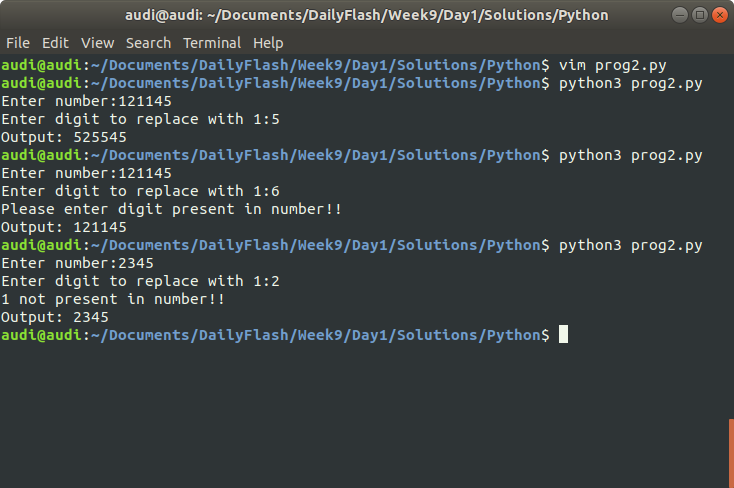 audi@audi: ~/Documents/DailyFlash/Week9/Day1/Solutions/Python
File Edit View Search Terminal Help
audi@audi:~/Documents/DailyFlash/Week9/Day1/Solutions/Python$ vim prog2.py
audi@audi:~/Documents/DailyFlash/Week9/Day1/Solutions/Python$ python3 prog2.py
Enter number:121145
Enter digit to replace with 1:5
Output: 525545
audi@audi:~/Documents/DailyFlash/Week9/Day1/Solutions/Python$ python3 prog2.py
Enter number:121145
Enter digit to replace with 1:6
Please enter digit present in number!!
Output: 121145
audi@audi:~/Documents/DailyFlash/Week9/Day1/Solutions/Python$ python3 prog2.py
Enter number:2345
Enter digit to replace with 1:2
1 not present in number!!
Output: 2345
audi@audi:~/Documents/DailyFlash/Week9/Day1/Solutions/Python$